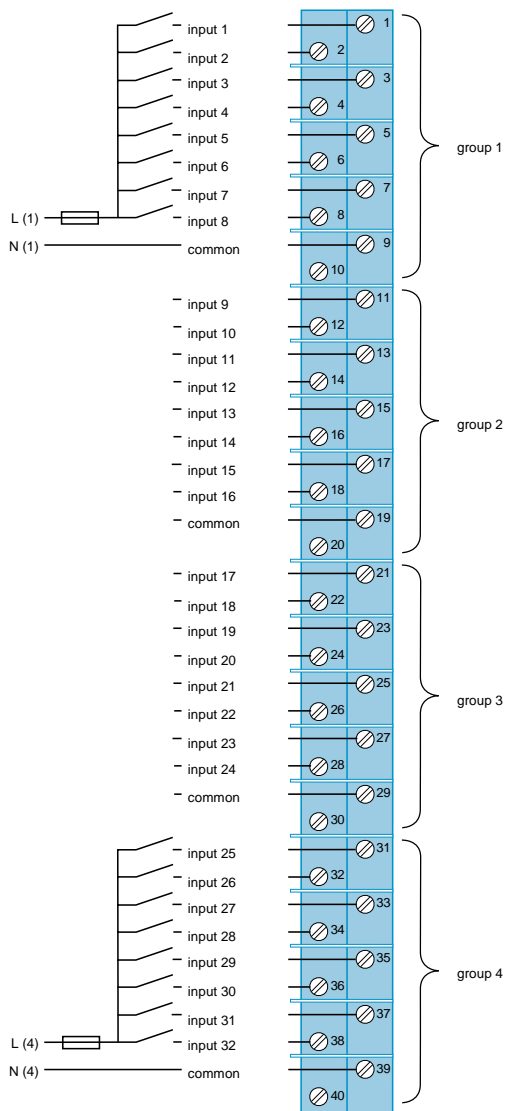 input 1 1
input 2 2
input 3 3
input 4 4
input 5 5
input 6 6
group 1
input 7 7
L (1) input 8 8
N (1) common 9
10
input 9 11
input 10 12
input 11 13
input 12 14
input 13 15
group 2
input 14 16
input 15 17
input 16 18
common 19
20
input 17 21
input 18 22
input 19 23
input 20 24
input 21 25
group 3
input 22 26
input 23 27
input 24 28
common 29
30
input 25 31
input 26 32
input 27 33
input 28 34
input 29 35
group 4
input 30 36
input 31 37
L (4) input 32 38
N (4) common 39
40